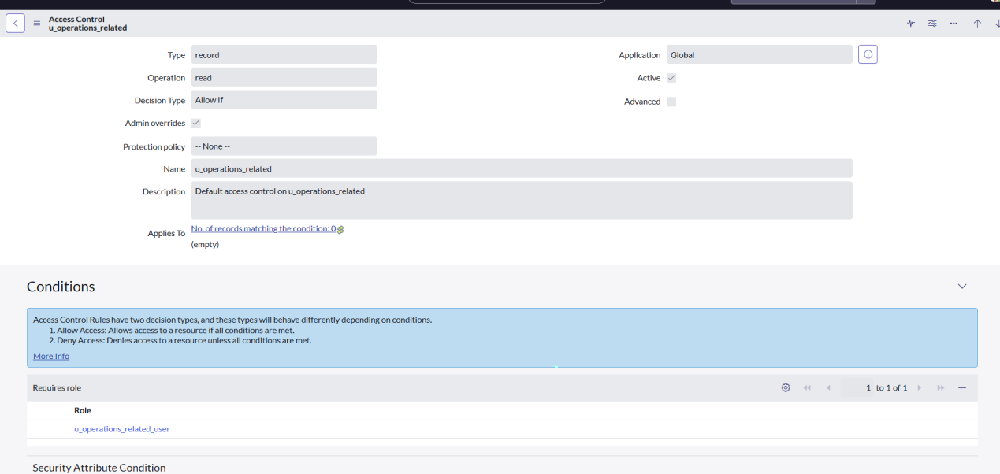 Access Control
u_operations_related
Type record
Application Global
Operation read
Active
Decision Type Allow If
Advanced
Admin overrides
Protection policy -- None --
Name u_operations_related
Description Default access control on u_operations_related
Applies To No. of records matching the condition: 0
(empty)
Conditions
Access Control Rules have two decision types, and these types will behave differently depending on conditions.
1. Allow Access: Allows access to a resource if all conditions are met.
2. Deny Access: Denies access to a resource unless all conditions are met.
More Info
Requires role 1 to 1 of 1
Role
u_operations_related_user
Security Attribute Condition